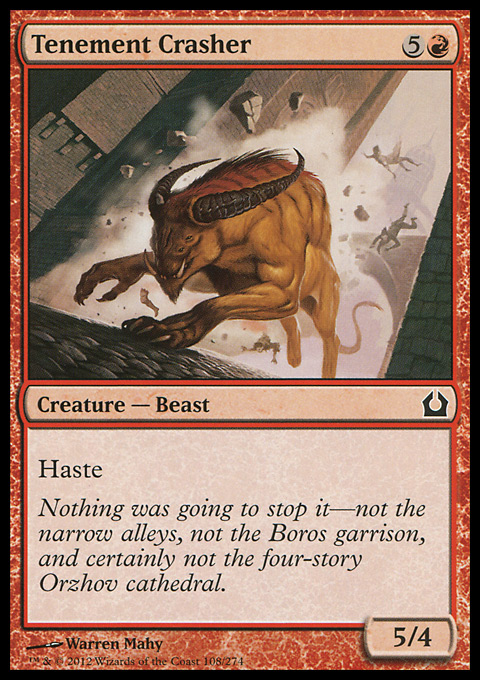 Tenement Crasher 5
Creature — Beast
Haste
Nothing was going to stop it—not the
narrow alleys, not the Boros garrison,
and certainly not the four-story
Orzhov cathedral.
5/4
Warren Mahy
™ & © 2012 Wizards of the Coast 108/274